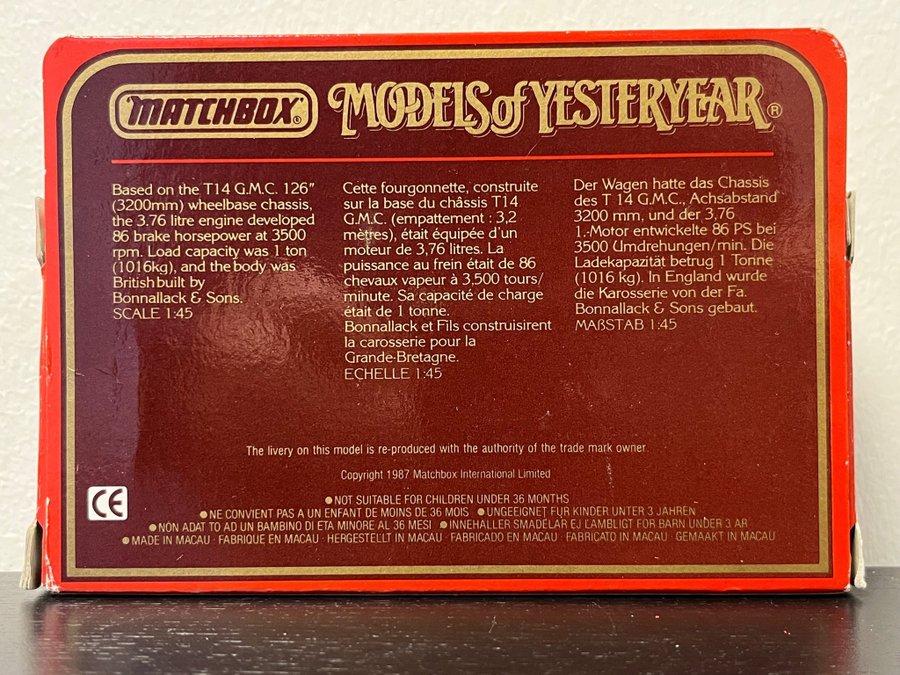 MATCHBOX® MODELS of YESTERYEAR®
Based on the T14 G.M.C. 126"
(3200mm) wheelbase chassis,
the 3.76 litre engine developed
86 brake horsepower at 3500
rpm. Load capacity was 1 ton
(1016kg), and the body was
British built by
Bonnallack & Sons.
SCALE 1:45
Cette fourgonnette, construite
sur la base du châssis T14
G.M.C. (empattement : 3,2
mètres), était équipée d'un
moteur de 3,76 litres. La
puissance au frein était de 86
chevaux vapeur à 3,500 tours/
minute. Sa capacité de charge
était de 1 tonne.
Bonnallack et Fils construisirent
la carosserie pour la
Grande-Bretagne.
ECHELLE 1:45
Der Wagen hatte das Chassis
des T 14 G.M.C., Achsabstand
3200 mm, und der 3,76
1.-Motor entwickelte 86 PS bei
3500 Umdrehungen/min. Die
Ladekapazität betrug 1 Tonne
(1016 kg). In England wurde
die Karosserie von der Fa.
Bonnallack & Sons gebaut.
MAßSTAB 1:45
The livery on this model is re-produced with the authority of the trade mark owner.
Copyright 1987 Matchbox International Limited
CE
● NOT SUITABLE FOR CHILDREN UNDER 36 MONTHS
● NE CONVIENT PAS A UN ENFANT DE MOINS DE 36 MOIS ● UNGEEIGNET FUR KINDER UNTER 3 JAHREN
● NON ADAT TO AD UN BAMBINO DI ETA MINORE AL 36 MESI ● INNEHALLER SMADELAR EJ LAMBLIGT FOR BARN UNDER 3 AR
● MADE IN MACAU · FABRIQUE EN MACAU · HERGESTELLT IN MACAU · FABRICADO EN MACAU · FABRICATO IN MACAU · GEMAAKT IN MACAU